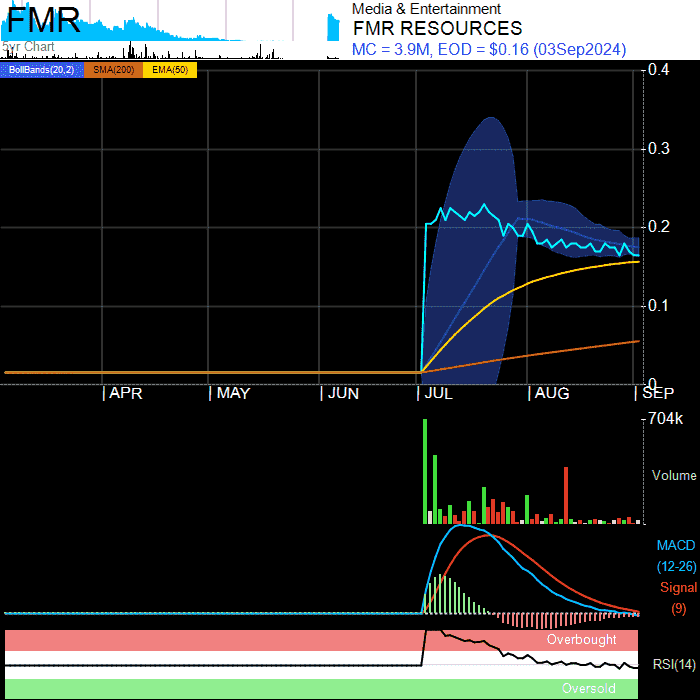 FMR
5yr Chart
Media & Entertainment
FMR RESOURCES
MC = 3.9M, EOD = $0.16 (03Sep2024)
BollBands(20,2) SMA(200) EMA(50)
0.4
0.3
0.2
0.1
0
APR MAY JUN JUL AUG SEP
704k
Volume
MACD
(12-26)
Signal
(9)
Overbought
RSI(14)
Oversold